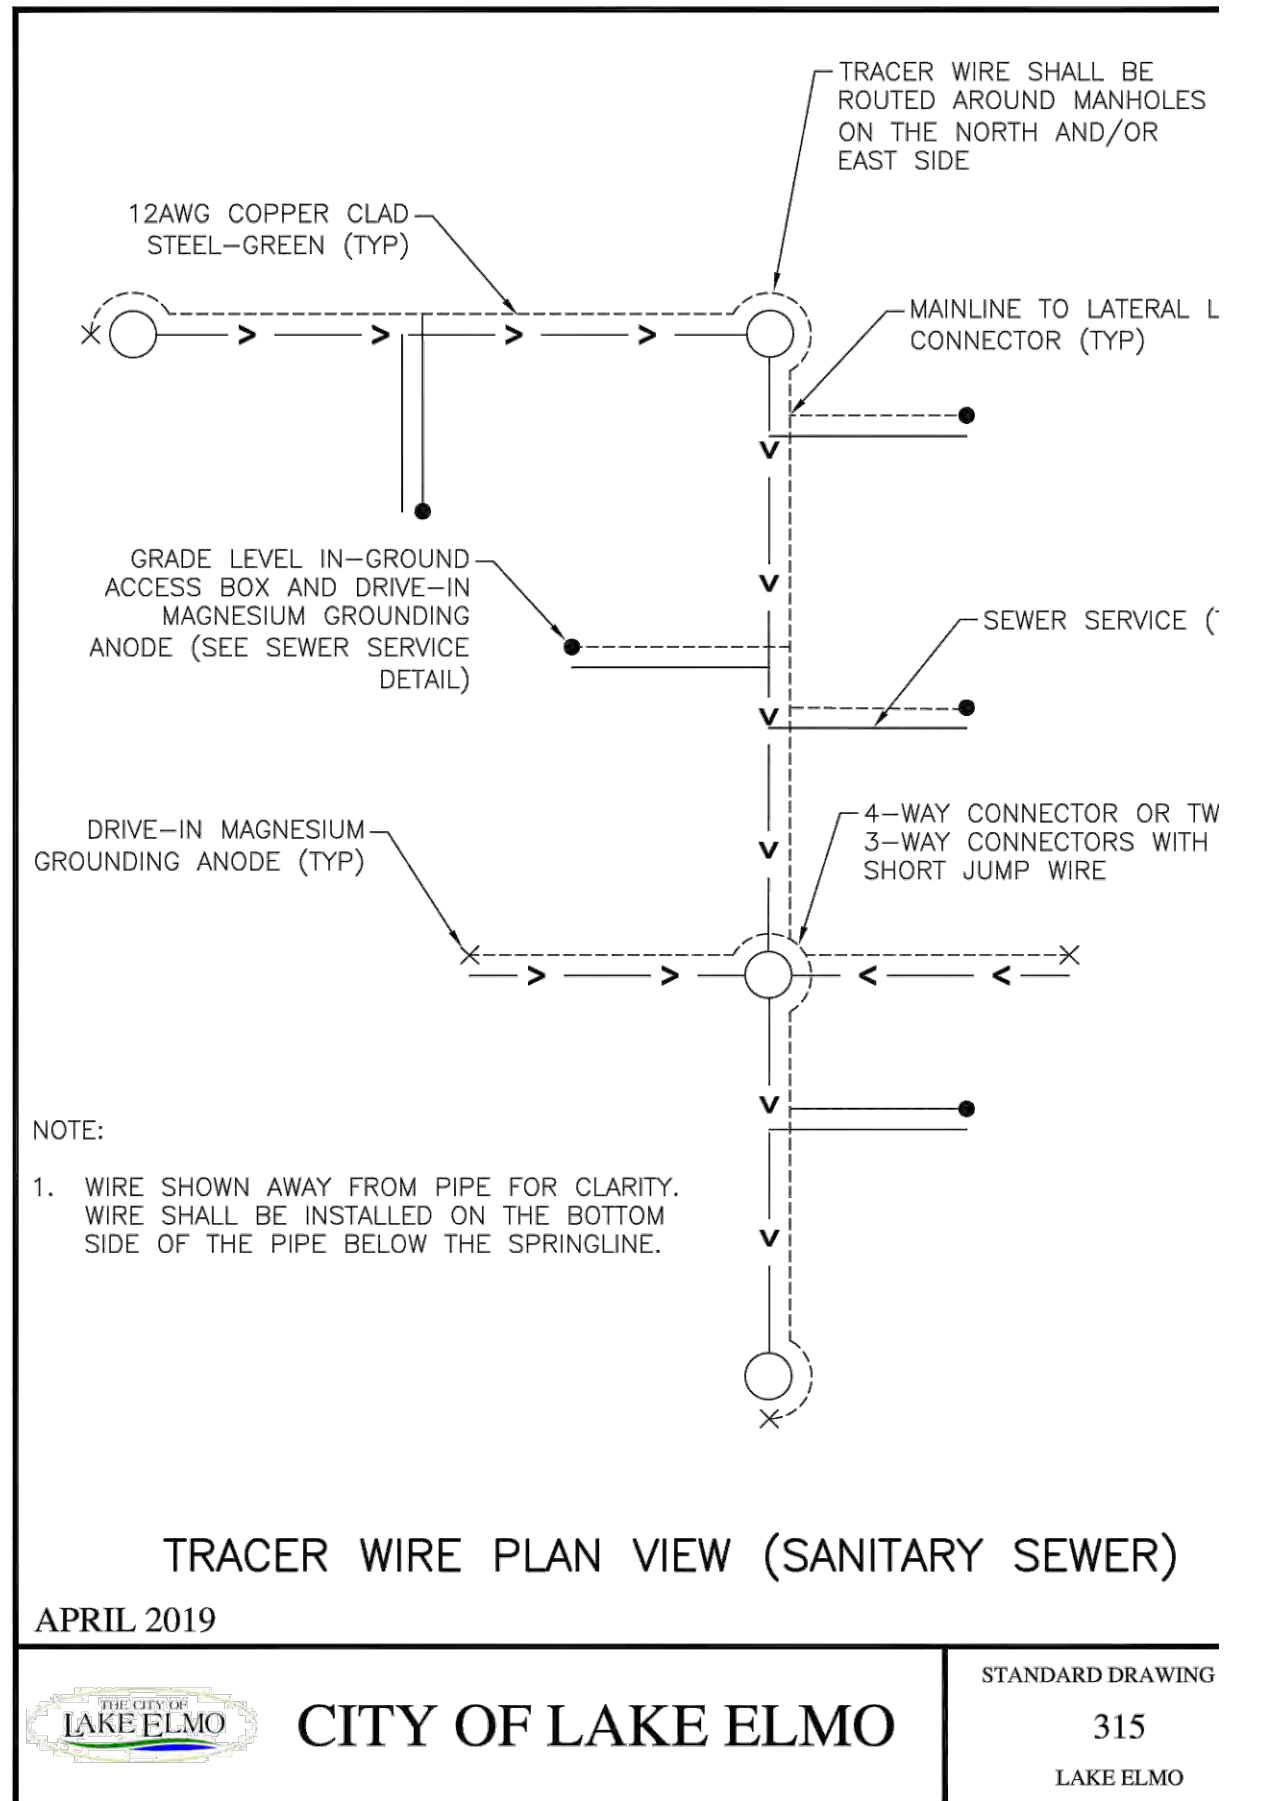 TRACER WIRE SHALL BE
ROUTED AROUND MANHOLES
ON THE NORTH AND/OR
EAST SIDE
12AWG COPPER CLAD
STEEL-GREEN (TYP)
MAINLINE TO LATERAL L
CONNECTOR (TYP)
GRADE LEVEL IN-GROUND
ACCESS BOX AND DRIVE-IN
MAGNESIUM GROUNDING
ANODE (SEE SEWER SERVICE
DETAIL)
SEWER SERVICE (
DRIVE-IN MAGNESIUM
GROUNDING ANODE (TYP)
4-WAY CONNECTOR OR TW
3-WAY CONNECTORS WITH
SHORT JUMP WIRE
NOTE:
1. WIRE SHOWN AWAY FROM PIPE FOR CLARITY.
WIRE SHALL BE INSTALLED ON THE BOTTOM
SIDE OF THE PIPE BELOW THE SPRINGLINE.
TRACER WIRE PLAN VIEW (SANITARY SEWER)
APRIL 2019
THE CITY OF
LAKE ELMO
CITY OF LAKE ELMO
STANDARD DRAWING
315
LAKE ELMO